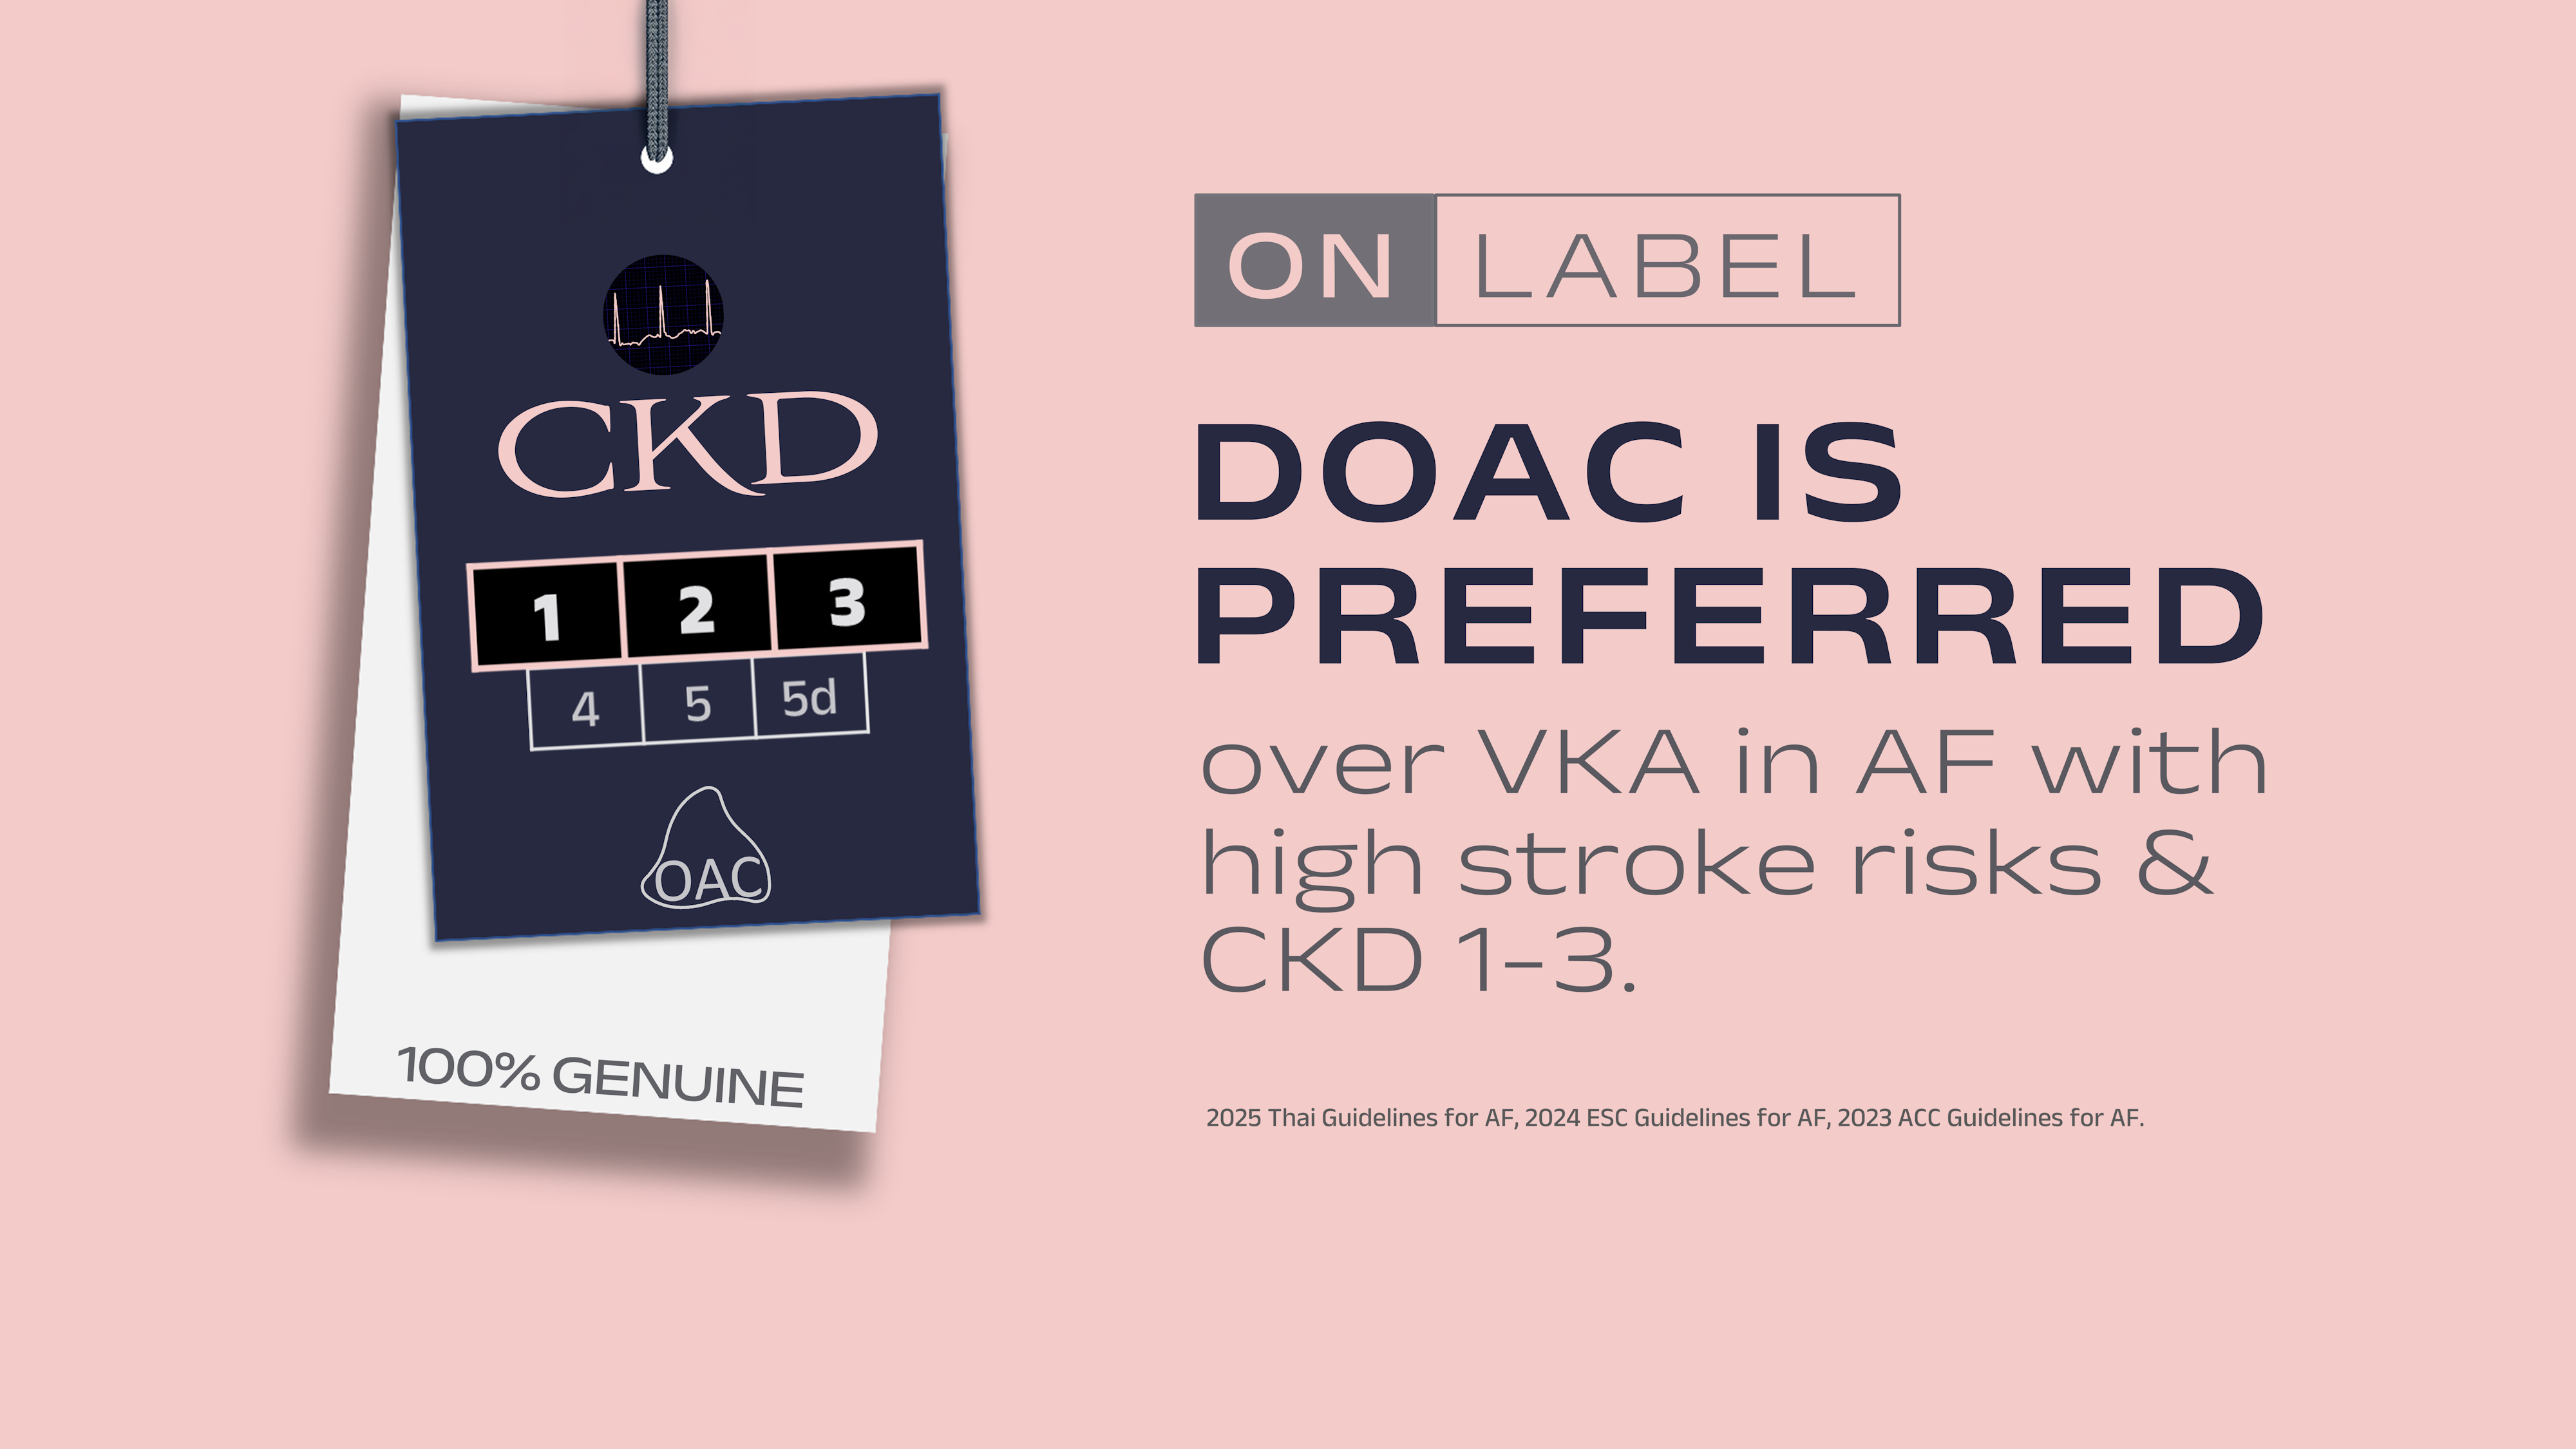 CKD
1 2 3
4 5 5d
OAC
100% GENUINE
ON LABEL
DOAC IS
PREFERRED
over VKA in AF with
high stroke risks &
CKD 1-3.
2025 Thai Guidelines for AF, 2024 ESC Guidelines for AF, 2023 ACC Guidelines for AF.